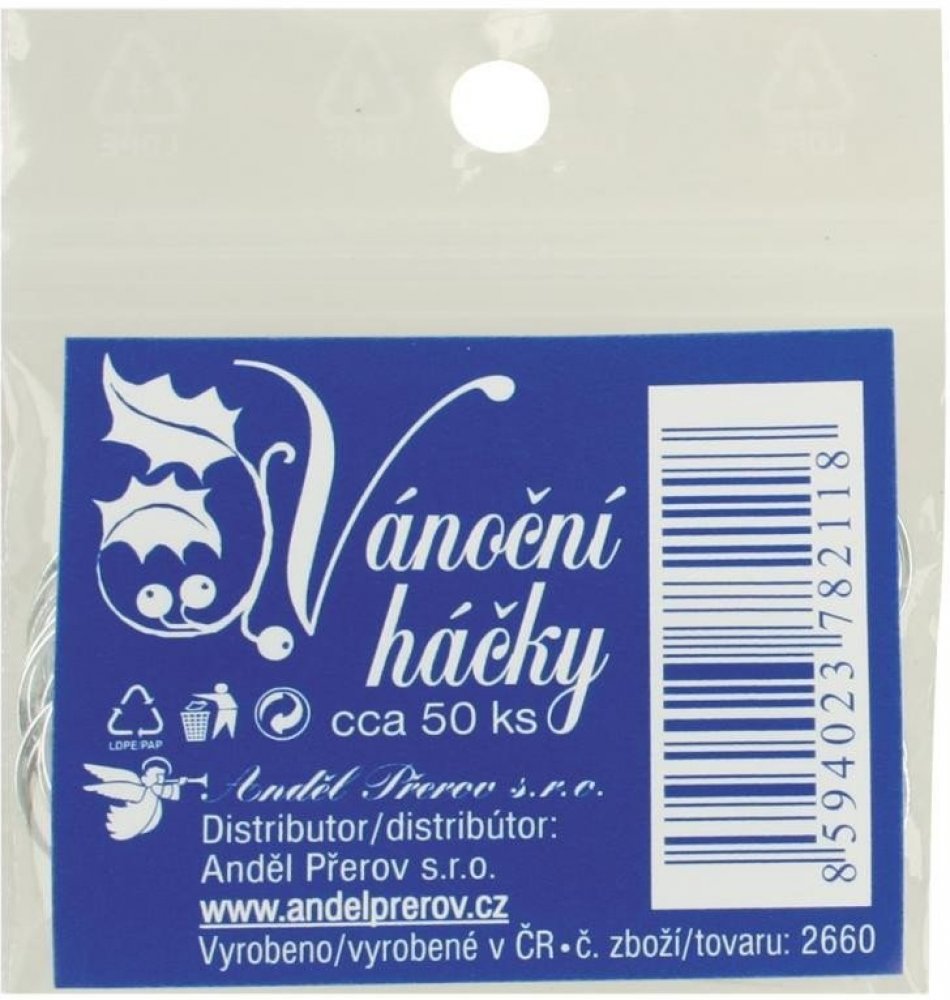 Vánoční
háčky
cca 50 ks
LDPE/PAP
Anděl Přerov s.r.o.
Distributor/distribútor:
Anděl Přerov s.r.o.
www.andelprerov.cz
Vyrobeno/vyrobené v ČR • č. zboží/tovaru: 2660
8594023782118